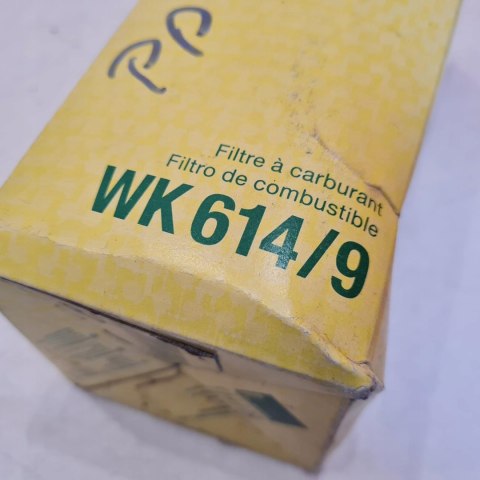 Filtre à carburant
Filtro de combustible
WK 614/9